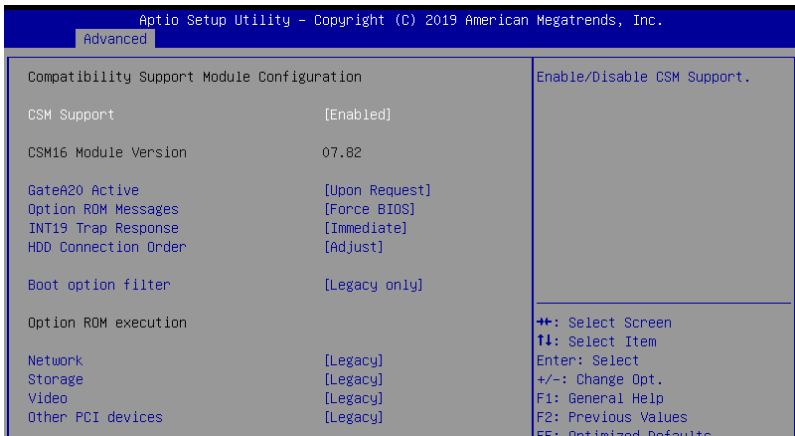 Aptio Setup Utility – Copyright (C) 2019 American Megatrends, Inc.
Advanced
Compatibility Support Module Configuration
CSM Support [Enabled]
CSM16 Module Version 07.82
GateA20 Active [Upon Request]
Option ROM Messages [Force BIOS]
INT19 Trap Response [Immediate]
HDD Connection Order [Adjust]
Boot option filter [Legacy only]
Option ROM execution
Network [Legacy]
Storage [Legacy]
Video [Legacy]
Other PCI devices [Legacy]
Enable/Disable CSM Support.
→←: Select Screen
↑↓: Select Item
Enter: Select
+/-: Change Opt.
F1: General Help
F2: Previous Values
Optimized Defaults